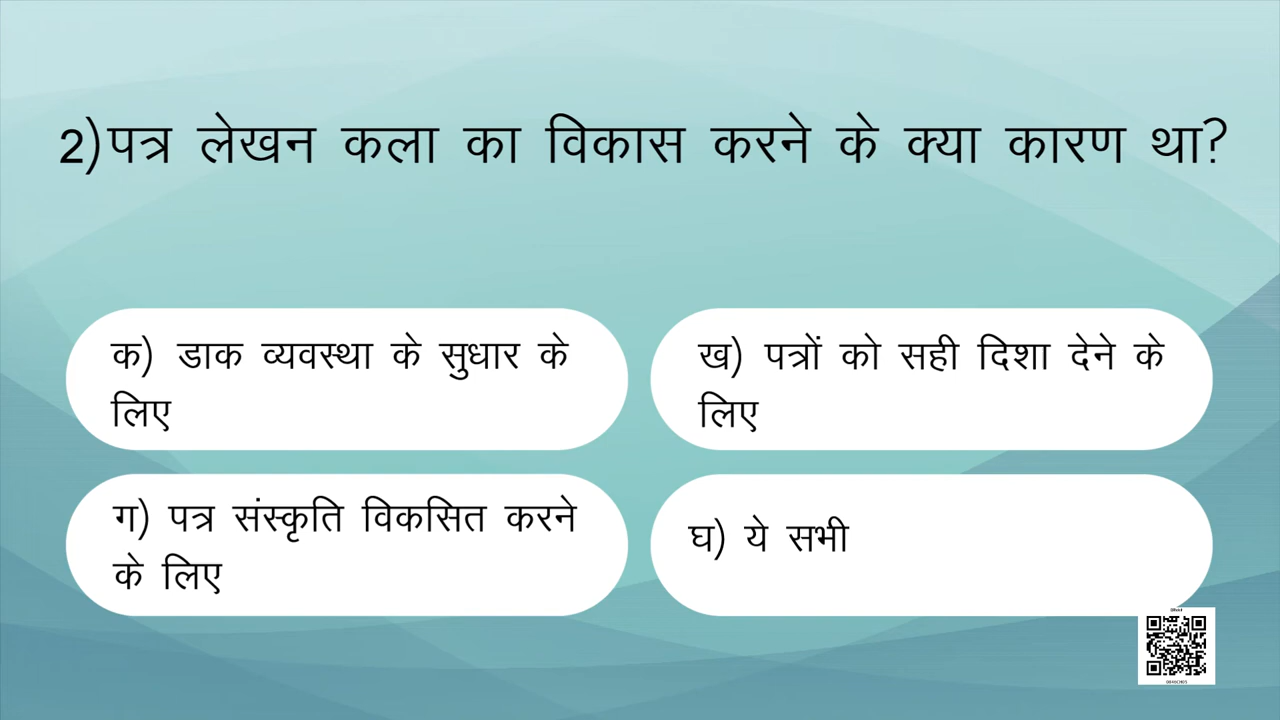 2)पत्र लेखन कला का विकास करने के क्या कारण था?
क) डाक व्यवस्था के सुधार के
लिए
ख) पत्रों को सही दिशा देने के
लिए
ग) पत्र संस्कृति विकसित करने
के लिए
घ) ये सभी